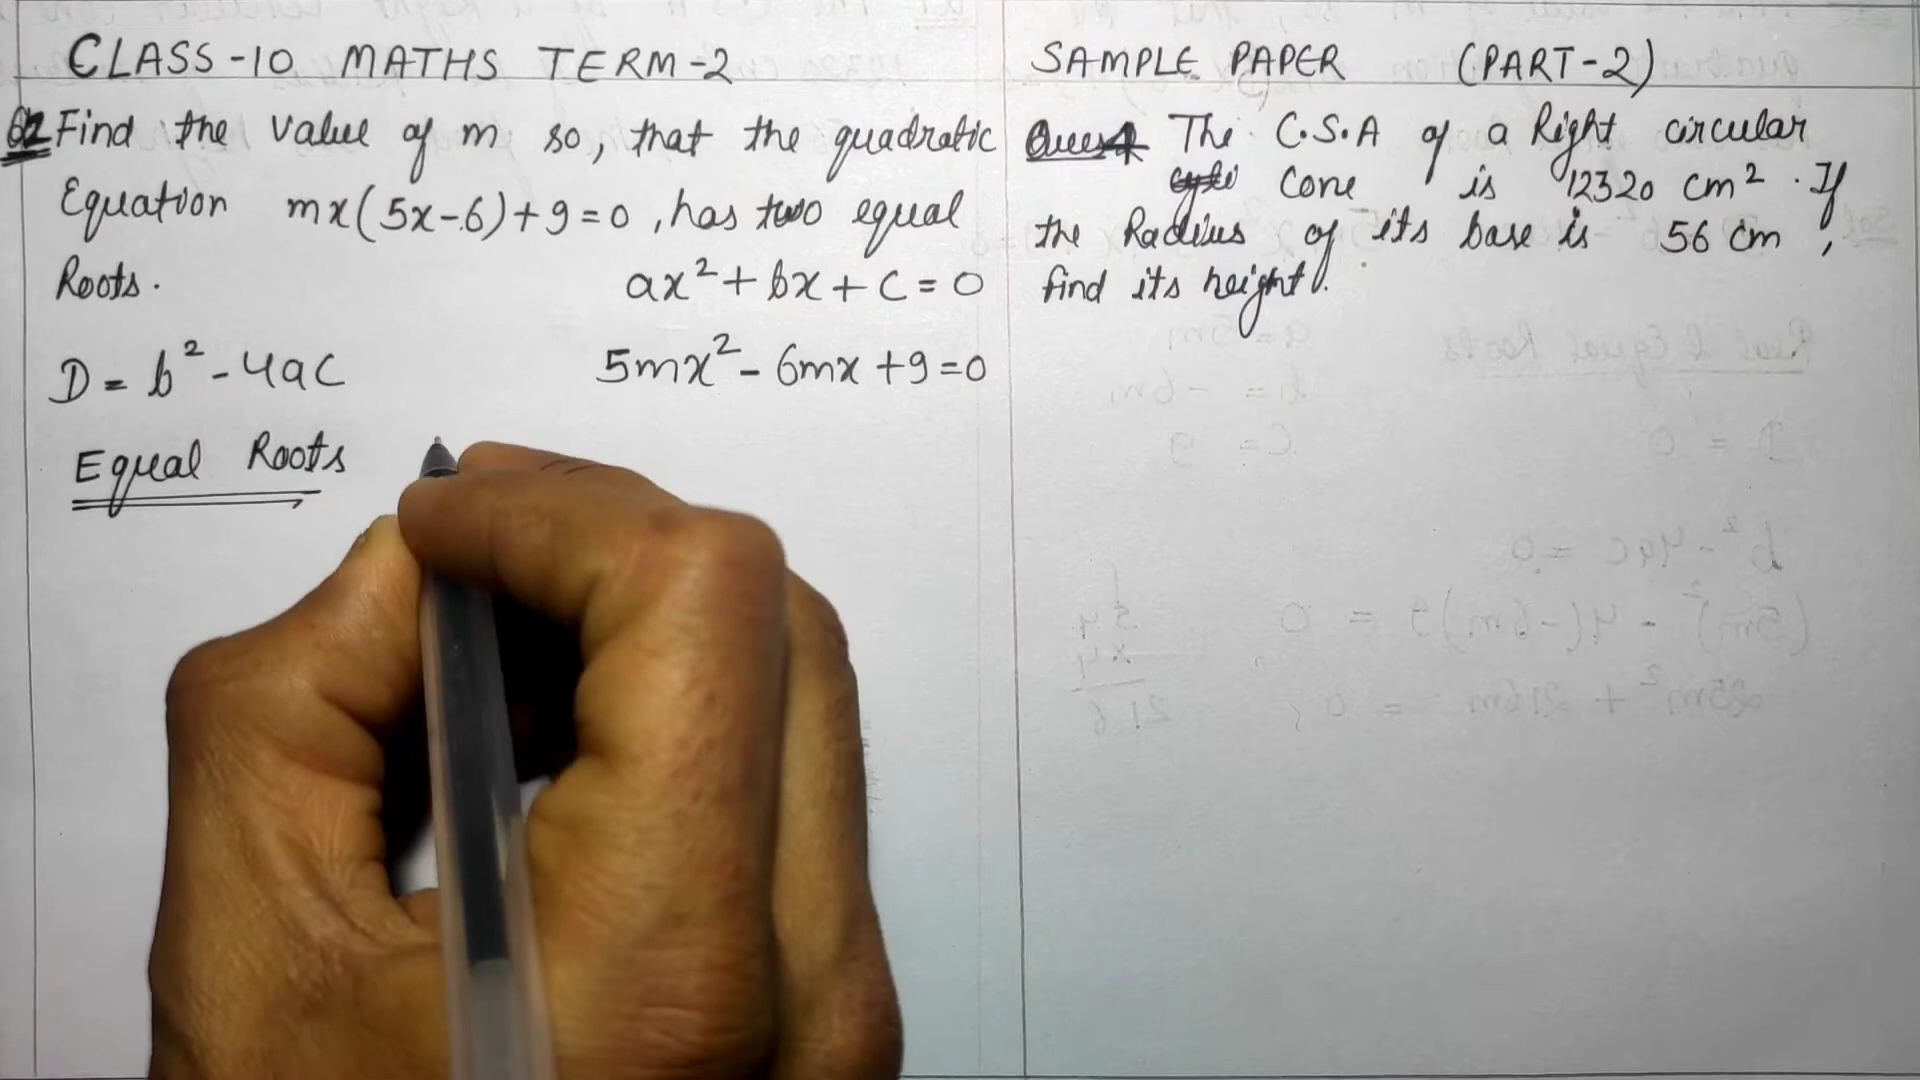 CLASS-10 MATHS TERM-2
Find the value of m so, that the quadratic
Equation mx(5x-6)+9=0, has two equal
Roots.
ax²+bx+c=0
D=b²-4ac
5mx²-6mx+9=0
Equal Roots
SAMPLE PAPER (PART-2)
The C.S.A of a Right circular
Cone is 12320 cm². If
the Radius of its base is 56 cm,
find its height.